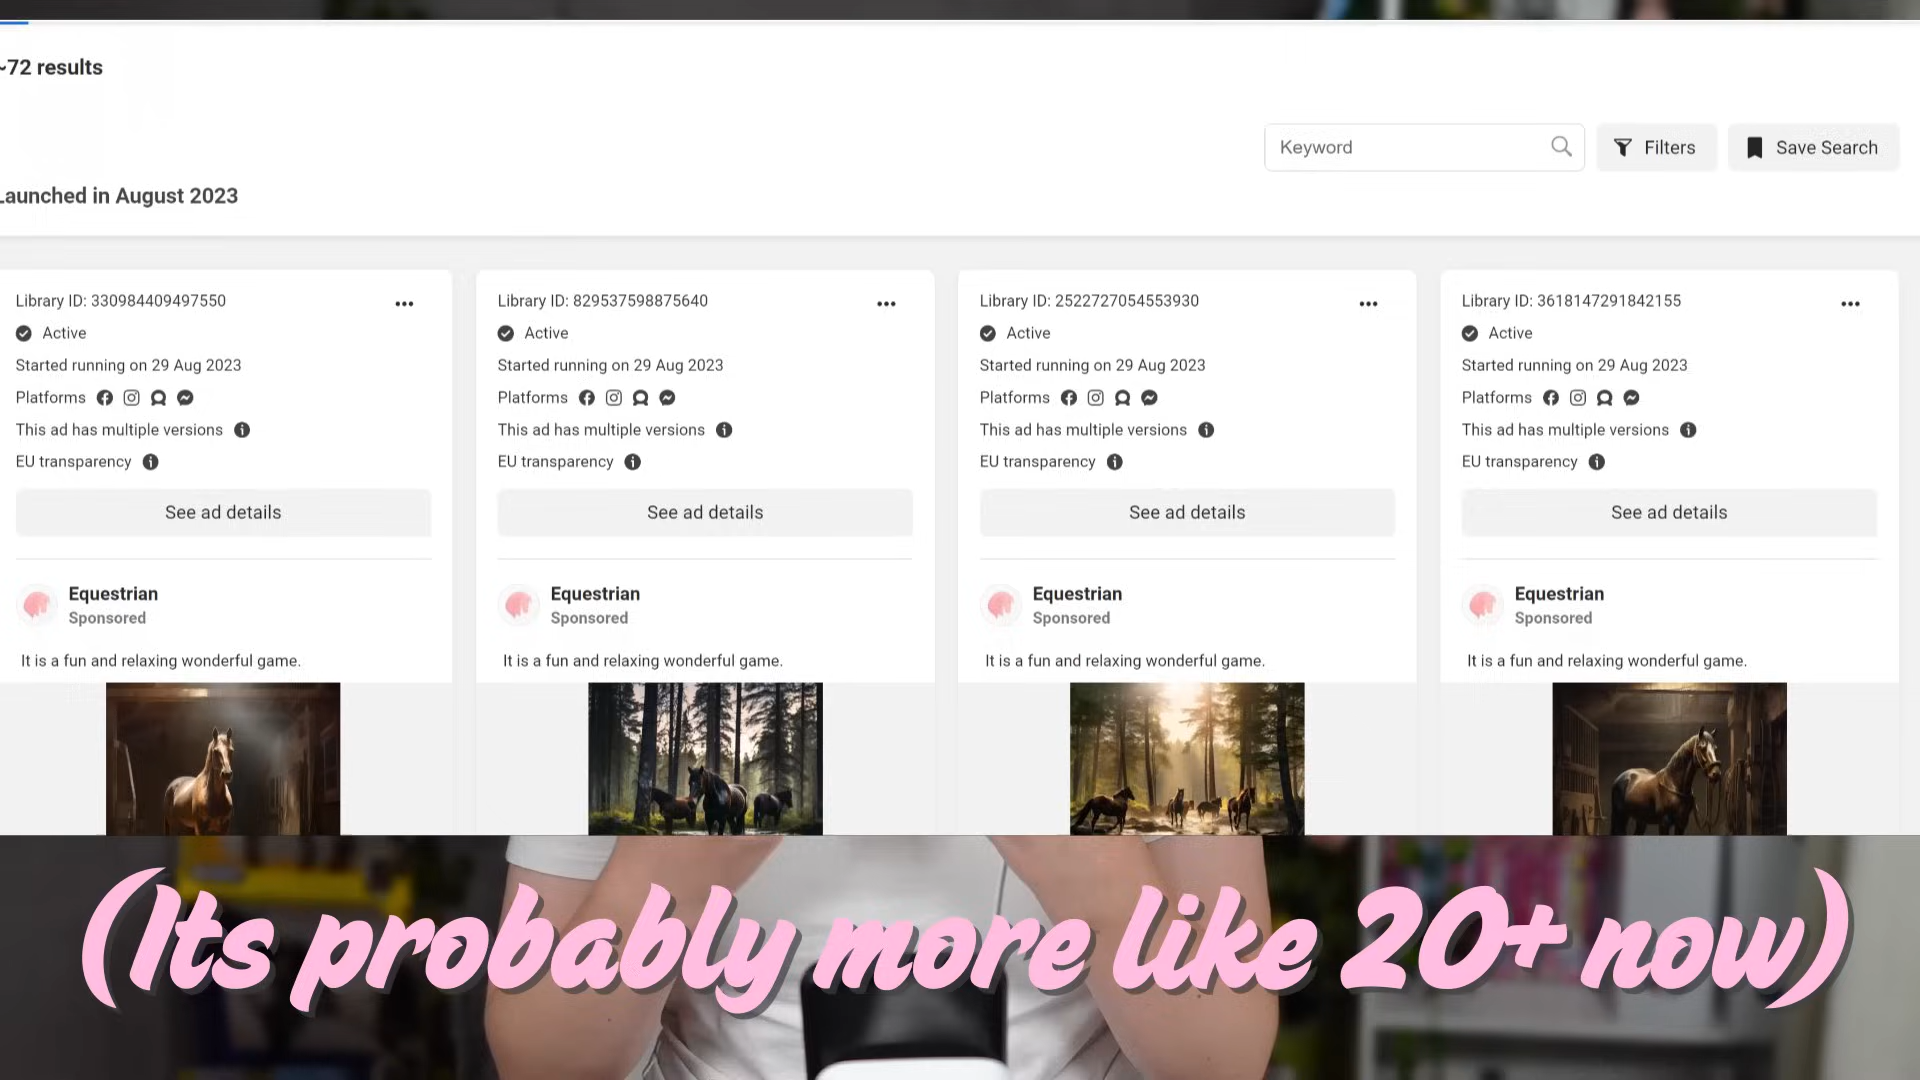 ~72 results
Keyword
Filters
Save Search
Launched in August 2023
Library ID: 330984409497550
Active
Started running on 29 Aug 2023
Platforms
This ad has multiple versions
EU transparency
See ad details
Equestrian
Sponsored
It is a fun and relaxing wonderful game.
Library ID: 829537598875640
Active
Started running on 29 Aug 2023
Platforms
This ad has multiple versions
EU transparency
See ad details
Equestrian
Sponsored
It is a fun and relaxing wonderful game.
Library ID: 2522727054553930
Active
Started running on 29 Aug 2023
Platforms
This ad has multiple versions
EU transparency
See ad details
Equestrian
Sponsored
It is a fun and relaxing wonderful game.
Library ID: 3618147291842155
Active
Started running on 29 Aug 2023
Platforms
This ad has multiple versions
EU transparency
See ad details
Equestrian
Sponsored
It is a fun and relaxing wonderful game.
(Its probably more like 20+ now)